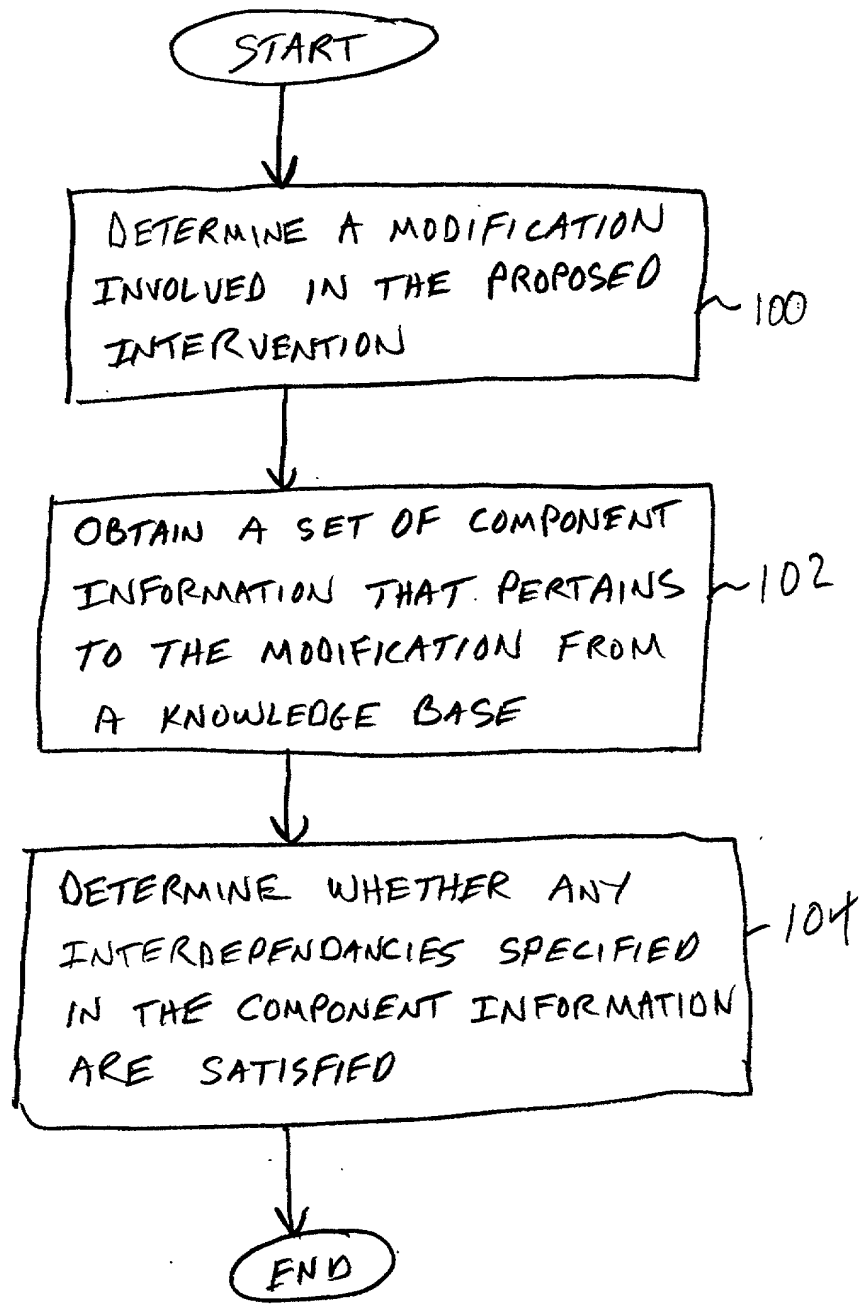 START
DETERMINE A MODIFICATION
INVOLVED IN THE PROPOSED
INTERVENTION
100
OBTAIN A SET OF COMPONENT
INFORMATION THAT PERTAINS
TO THE MODIFICATION FROM
A KNOWLEDGE BASE
102
DETERMINE WHETHER ANY
INTERDEPENDANCIES SPECIFIED
IN THE COMPONENT INFORMATION
ARE SATISFIED
104
END